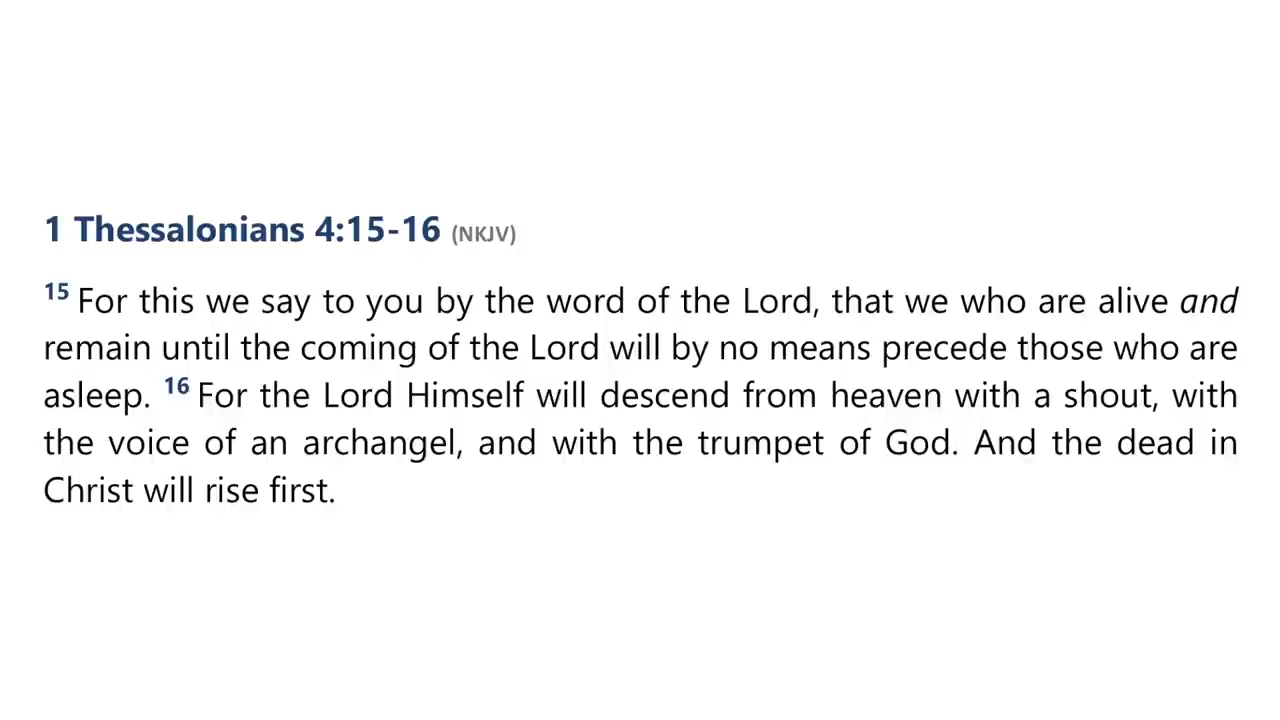 1 Thessalonians 4:15-16 (NKJV)
15 For this we say to you by the word of the Lord, that we who are alive and
remain until the coming of the Lord will by no means precede those who are
asleep. 16 For the Lord Himself will descend from heaven with a shout, with
the voice of an archangel, and with the trumpet of God. And the dead in
Christ will rise first.